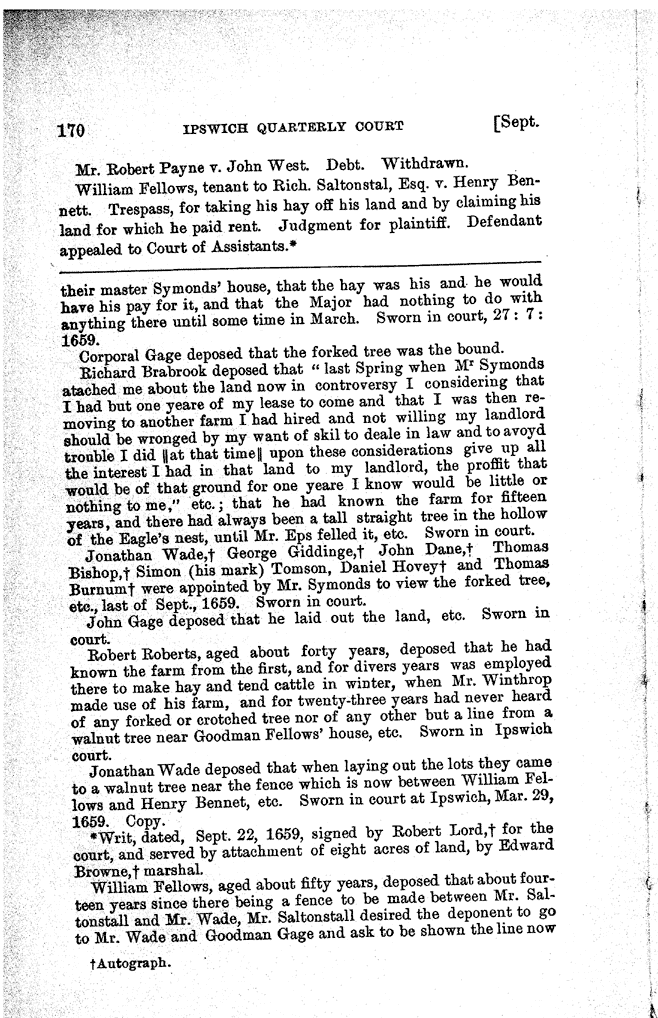 170 IPSWICH QUARTERLY COURT [Sept.
Mr. Robert Payne v. John West. Debt. Withdrawn.
William Fellows, tenant to Rich. Saltonstal, Esq. v. Henry Ben-
nett. Trespass, for taking his hay off his land and by claiming his
land for which he paid rent. Judgment for plaintiff. Defendant
appealed to Court of Assistants.*
their master Symonds' house, that the hay was his and he would
have his pay for it, and that the Major had nothing to do with
anything there until some time in March. Sworn in court, 27 : 7 :
1659.
Corporal Gage deposed that the forked tree was the bound.
Richard Brabrook deposed that "last Spring when Mʳ Symonds
atached me about the land now in controversy I considering that
I had but one yeare of my lease to come and that I was then re-
moving to another farm I had hired and not willing my landlord
should be wronged by my want of skil to deale in law and to avoyd
trouble I did ‖at that time‖ upon these considerations give up all
the interest I had in that land to my landlord, the proffit that
would be of that ground for one yeare I know would be little or
nothing to me," etc.; that he had known the farm for fifteen
years, and there had always been a tall straight tree in the hollow
of the Eagle's nest, until Mr. Eps felled it, etc. Sworn in court.
Jonathan Wade,† George Giddinge,† John Dane,† Thomas
Bishop,† Simon (his mark) Tomson, Daniel Hovey† and Thomas
Burnum† were appointed by Mr. Symonds to view the forked tree,
etc., last of Sept., 1659. Sworn in court.
John Gage deposed that he laid out the land, etc. Sworn in
court.
Robert Roberts, aged about forty years, deposed that he had
known the farm from the first, and for divers years was employed
there to make hay and tend cattle in winter, when Mr. Winthrop
made use of his farm, and for twenty-three years had never heard
of any forked or crotched tree nor of any other but a line from a
walnut tree near Goodman Fellows' house, etc. Sworn in Ipswich
court.
Jonathan Wade deposed that when laying out the lots they came
to a walnut tree near the fence which is now between William Fel-
lows and Henry Bennet, etc. Sworn in court at Ipswich, Mar. 29,
1659. Copy.
*Writ, dated, Sept. 22, 1659, signed by Robert Lord,† for the
court, and served by attachment of eight acres of land, by Edward
Browne,† marshal.
William Fellows, aged about fifty years, deposed that about four-
teen years since there being a fence to be made between Mr. Sal-
tonstall and Mr. Wade, Mr. Saltonstall desired the deponent to go
to Mr. Wade and Goodman Gage and ask to be shown the line now
†Autograph.